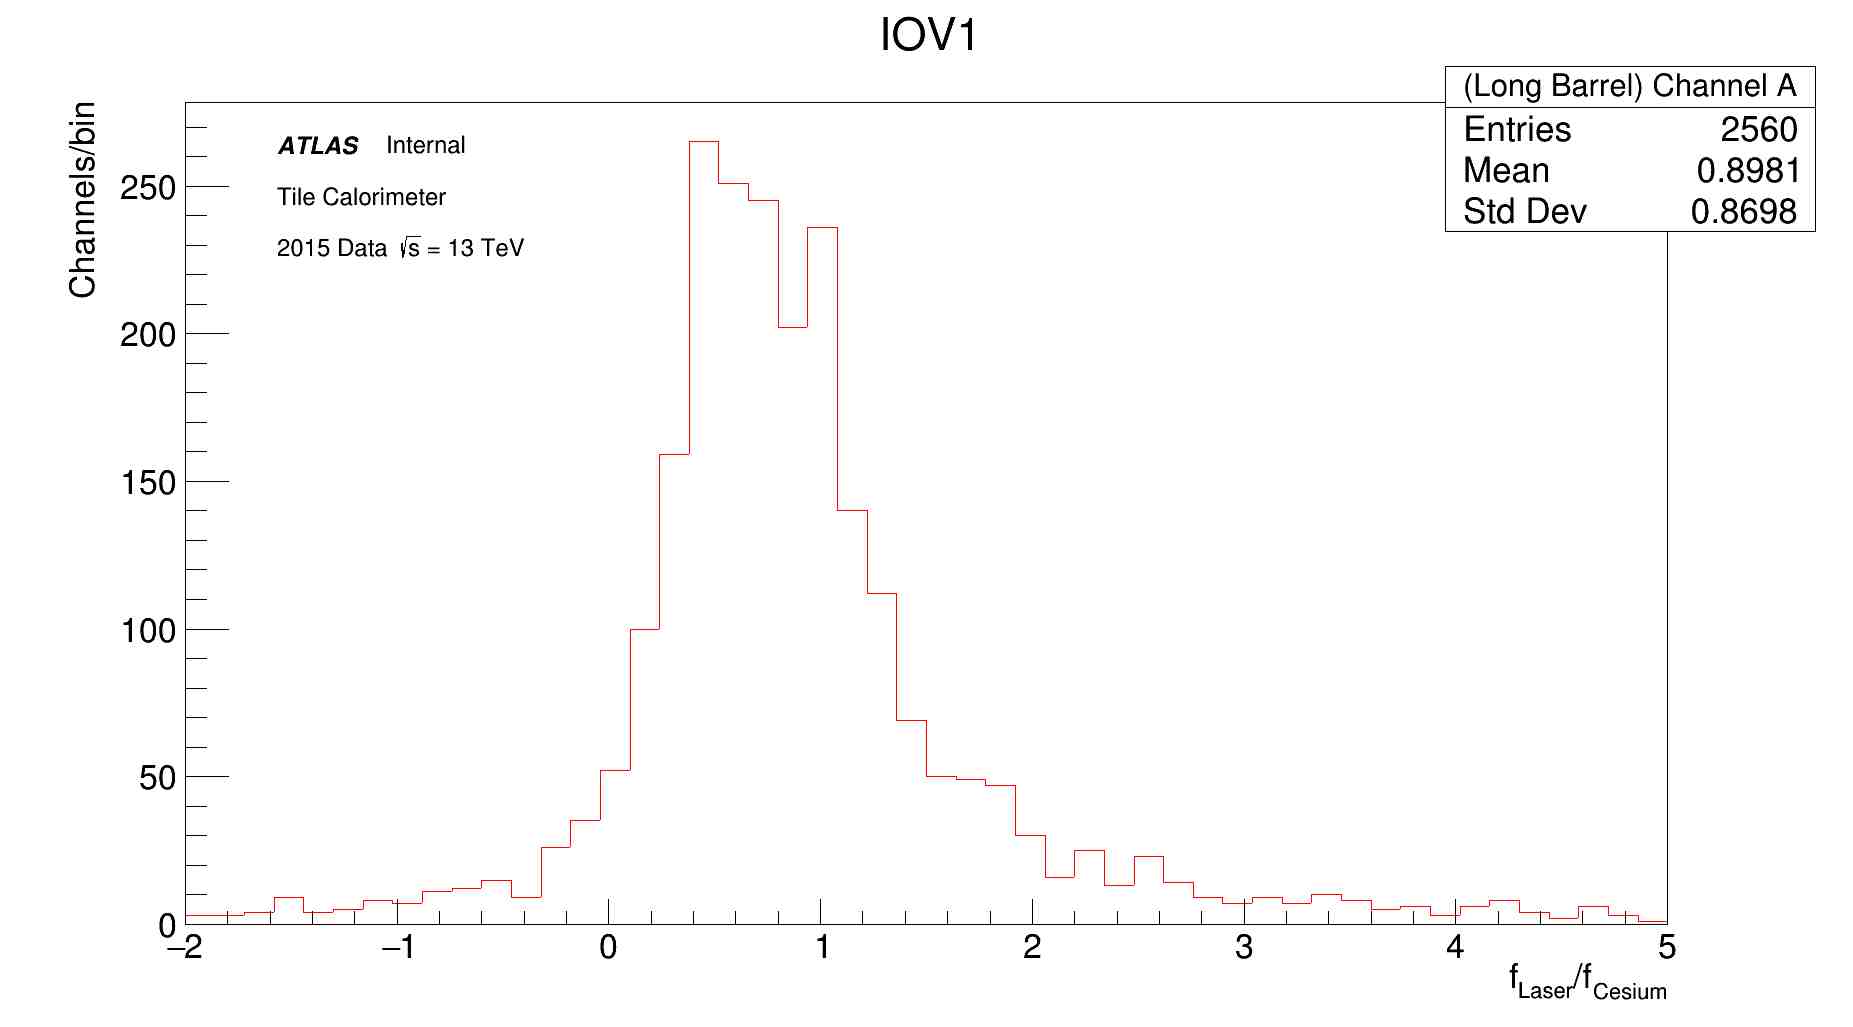 IOV1
(Long Barrel) Channel A
Entries 2560
Mean 0.8981
Std Dev 0.8698
Channels/bin
ATLAS Internal
Tile Calorimeter
2015 Data √s = 13 TeV
250
200
150
100
50
0
−2 −1 0 1 2 3 4 5
fLaser/fCesium